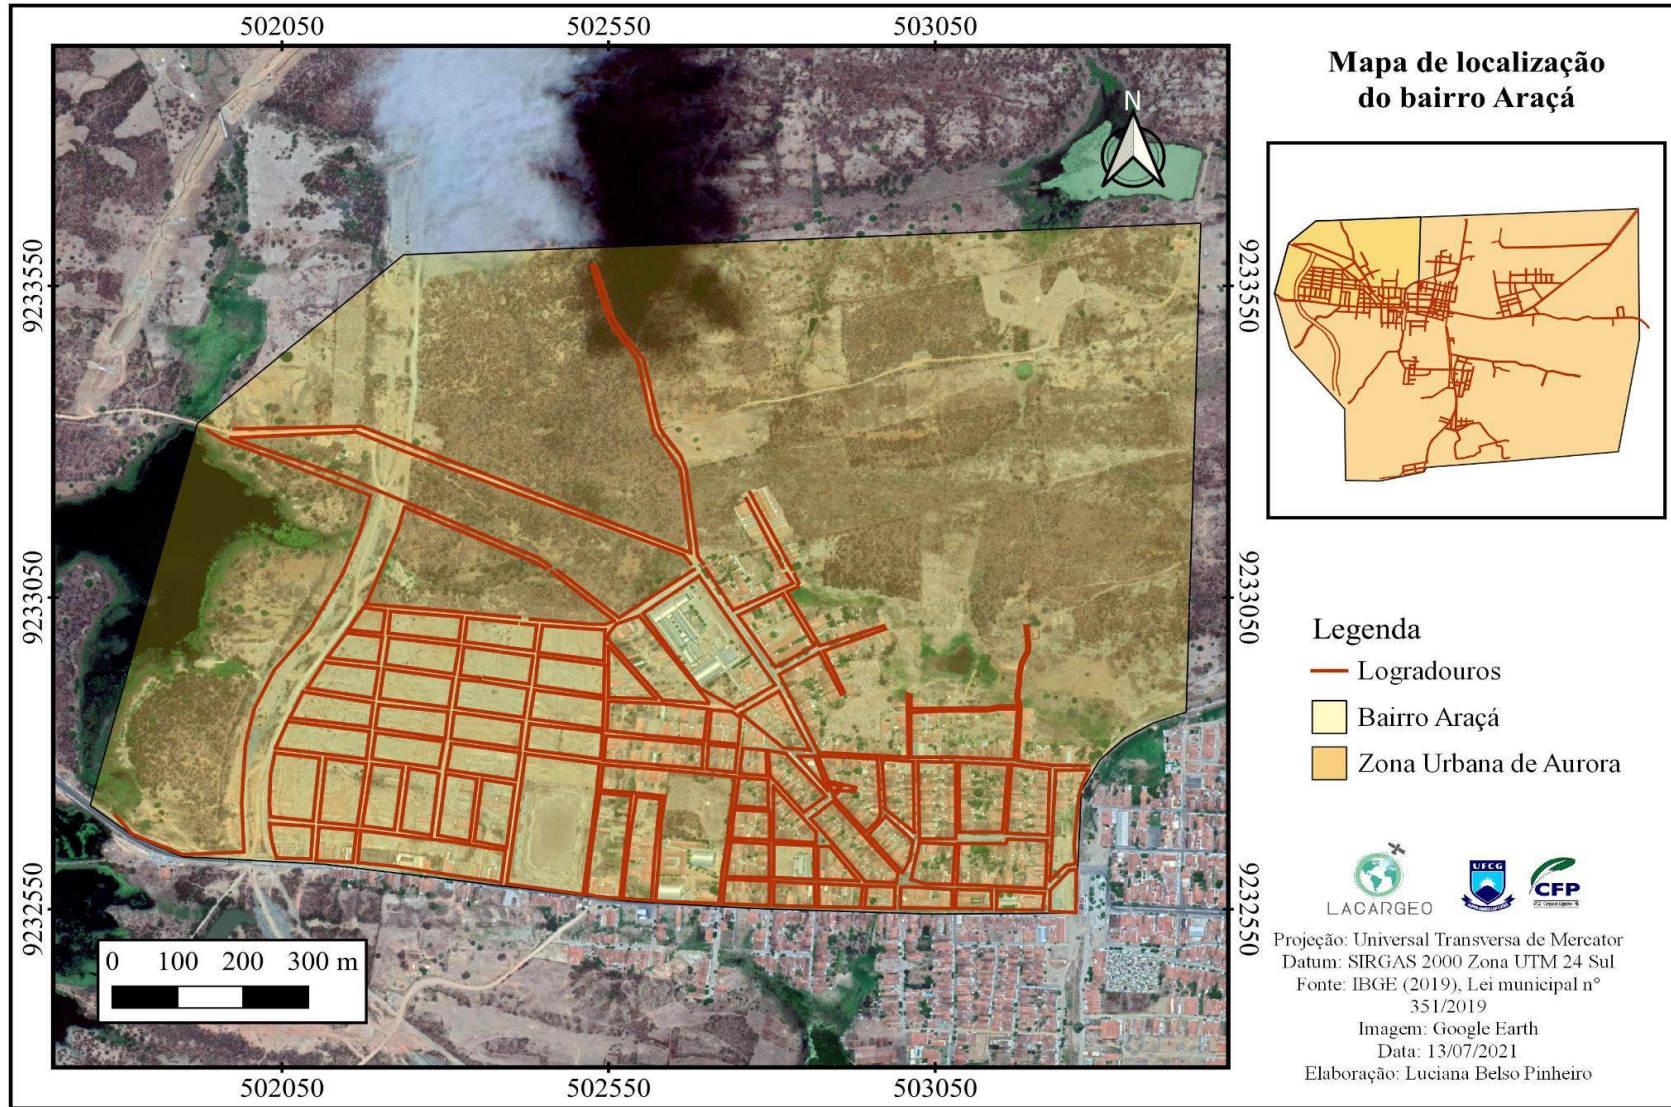 502050
502550
503050
Mapa de localização
do bairro Araçá
N
9233550
9233550
9233050
9233050
Legenda
Logradouros
Bairro Araçá
Zona Urbana de Aurora
9232550
9232550
LACARGEO
UFCG
CFP
0 100 200 300 m
Projeção: Universal Transversa de Mercator
Datum: SIRGAS 2000 Zona UTM 24 Sul
Fonte: IBGE (2019), Lei municipal nº
351/2019
Imagem: Google Earth
Data: 13/07/2021
Elaboração: Luciana Belso Pinheiro
502050
502550
503050